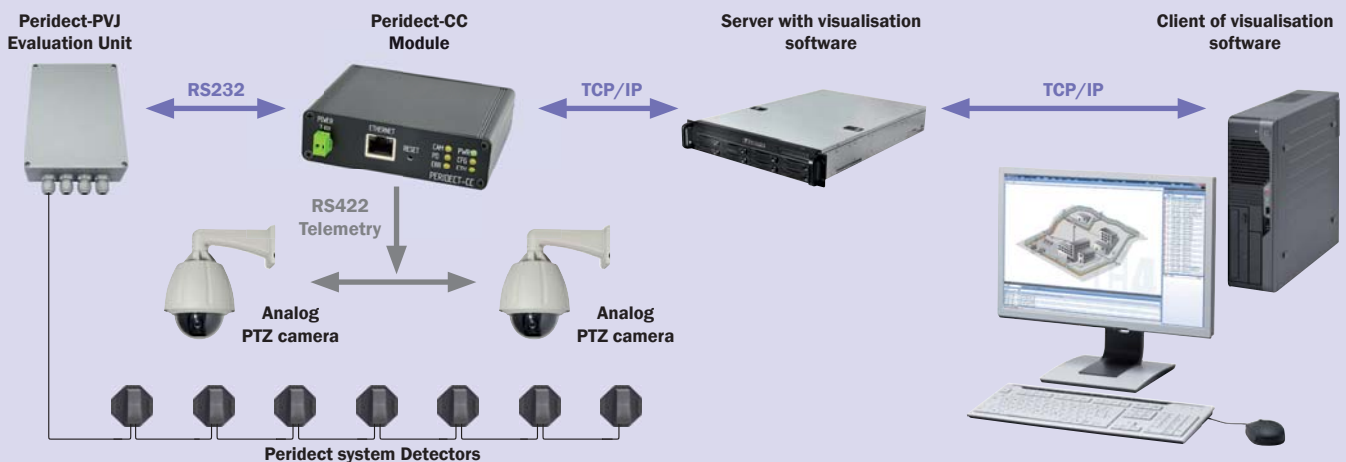 Peridect-PVJ
Evaluation Unit
Peridect-CC
Module
Server with visualisation
software
Client of visualisation
software
RS232
TCP/IP
TCP/IP
POWER
ETHERNET
RESET
CAM
PWR
PD
CFG
ERR
ETH
PERIDECT-CC
RS422
Telemetry
Analog
PTZ camera
Analog
PTZ camera
Peridect system Detectors